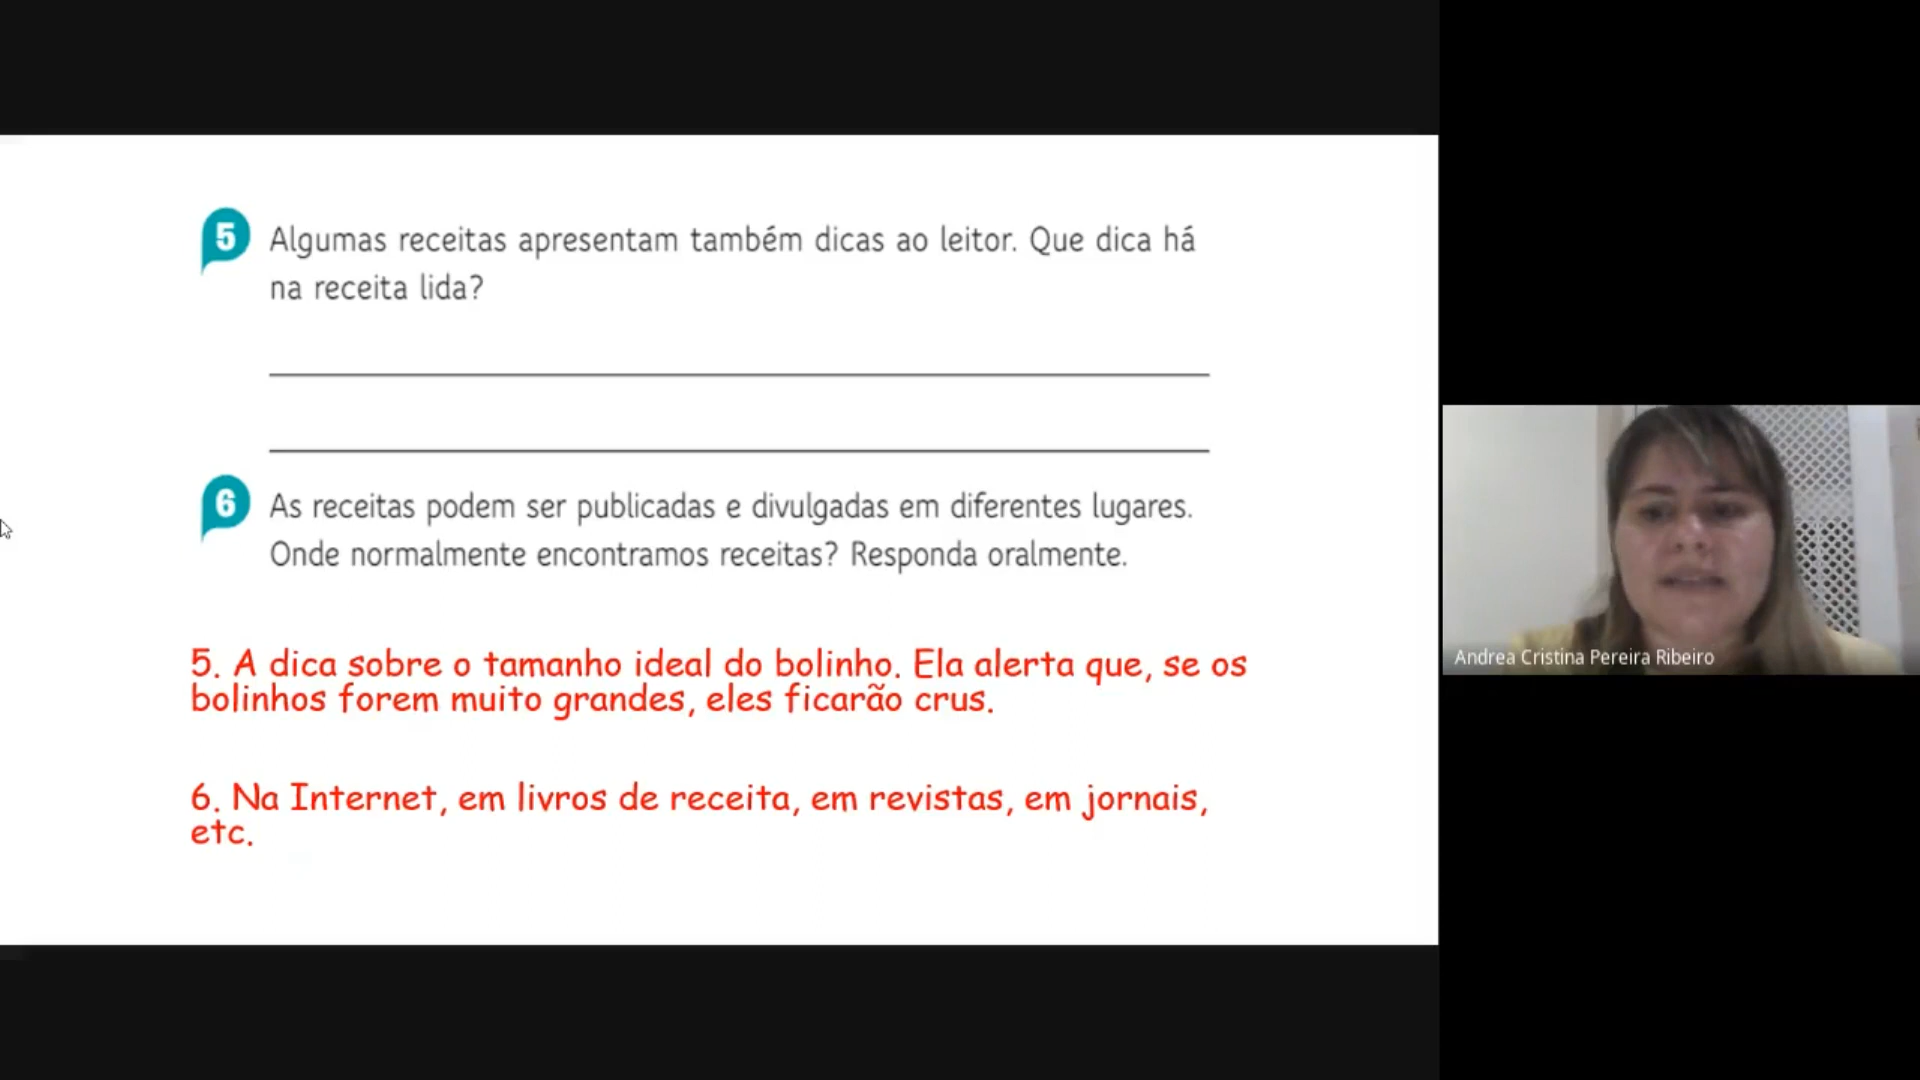 5 Algumas receitas apresentam também dicas ao leitor. Que dica há
na receita lida?
6 As receitas podem ser publicadas e divulgadas em diferentes lugares.
Onde normalmente encontramos receitas? Responda oralmente.
5. A dica sobre o tamanho ideal do bolinho. Ela alerta que, se os
bolinhos forem muito grandes, eles ficarão crus.
6. Na Internet, em livros de receita, em revistas, em jornais,
etc.
Andrea Cristina Pereira Ribeiro